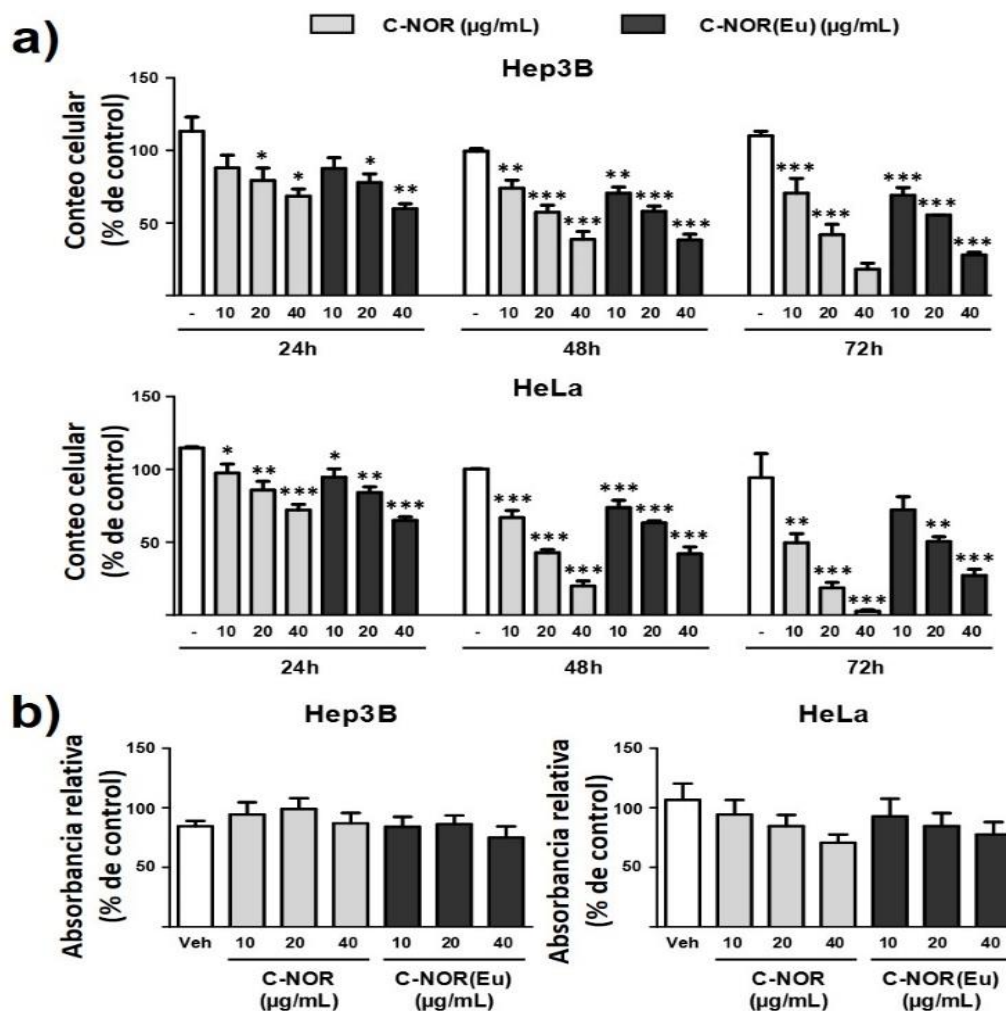 a)
C-NOR (µg/mL) C-NOR(Eu) (µg/mL)
Hep3B
Conteo celular
(% de control)
150
100
50
* * * **
** *** *** ** *** ***
*** *** *** *** ***
- 10 20 40 10 20 40 - 10 20 40 10 20 40 - 10 20 40 10 20 40
24h 48h 72h
HeLa
Conteo celular
(% de control)
150
100
50
* ** *** * ** ***
*** *** *** *** *** ***
** *** *** ** ***
- 10 20 40 10 20 40 - 10 20 40 10 20 40 - 10 20 40 10 20 40
24h 48h 72h
b)
Hep3B
Absorbancia relativa
(% de control)
150
100
50
Veh 10 20 40 10 20 40
C-NOR C-NOR(Eu)
(µg/mL) (µg/mL)
HeLa
Absorbancia relativa
(% de control)
150
100
50
Veh 10 20 40 10 20 40
C-NOR C-NOR(Eu)
(µg/mL) (µg/mL)